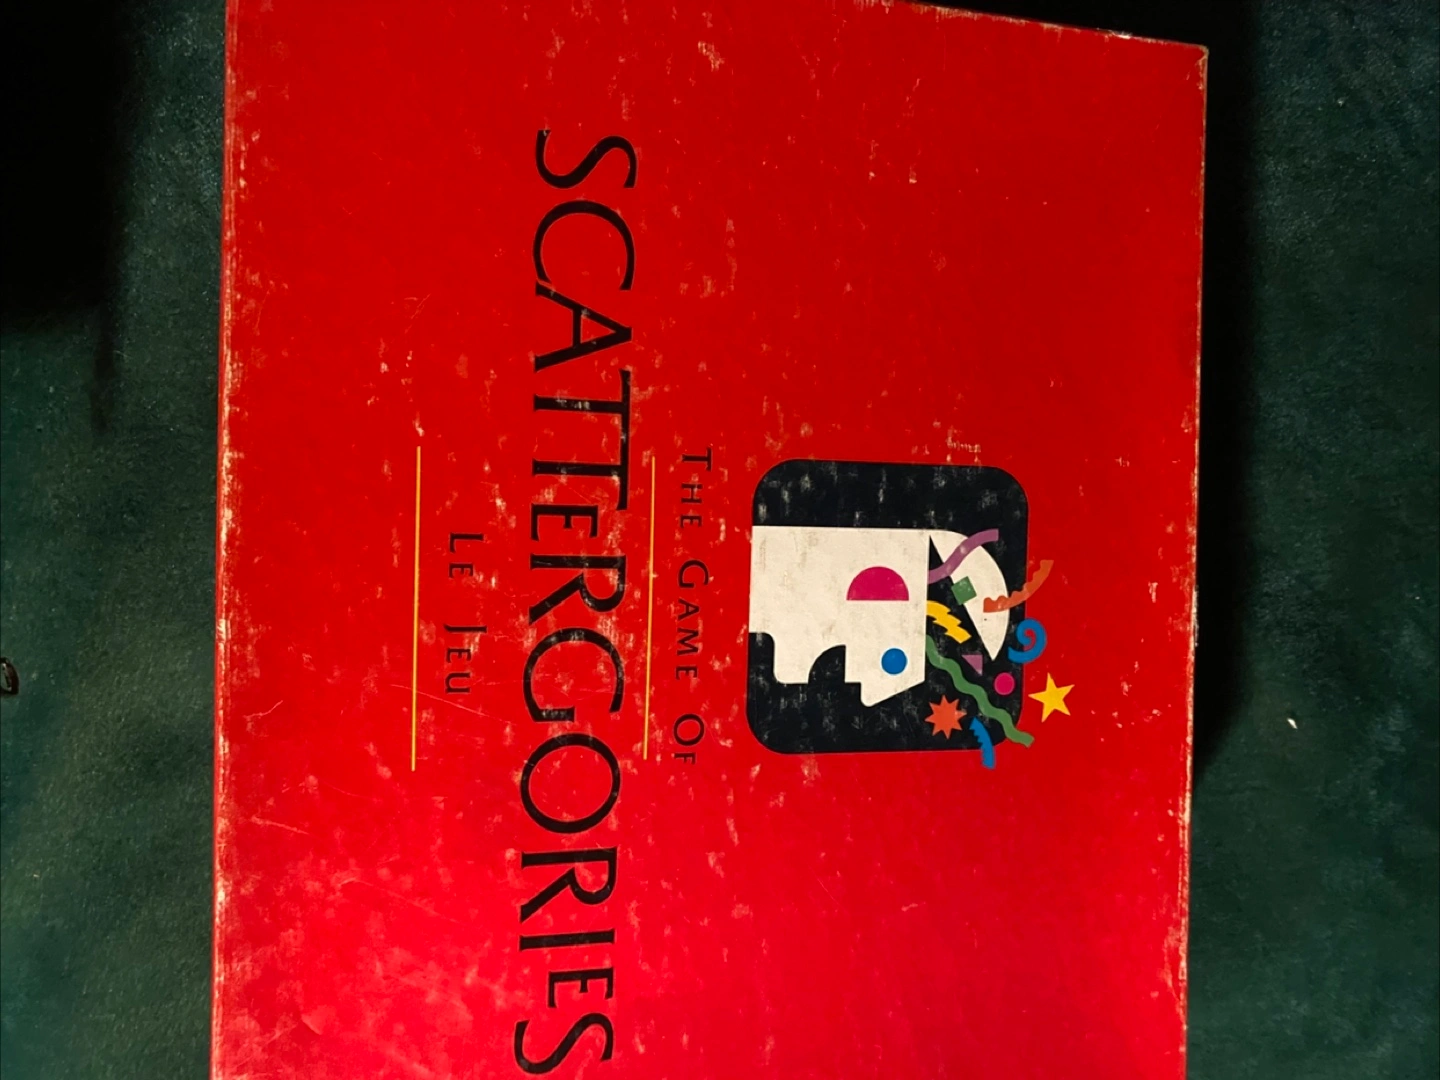 THE GAME OF
SCATTERGORIES
LE JEU